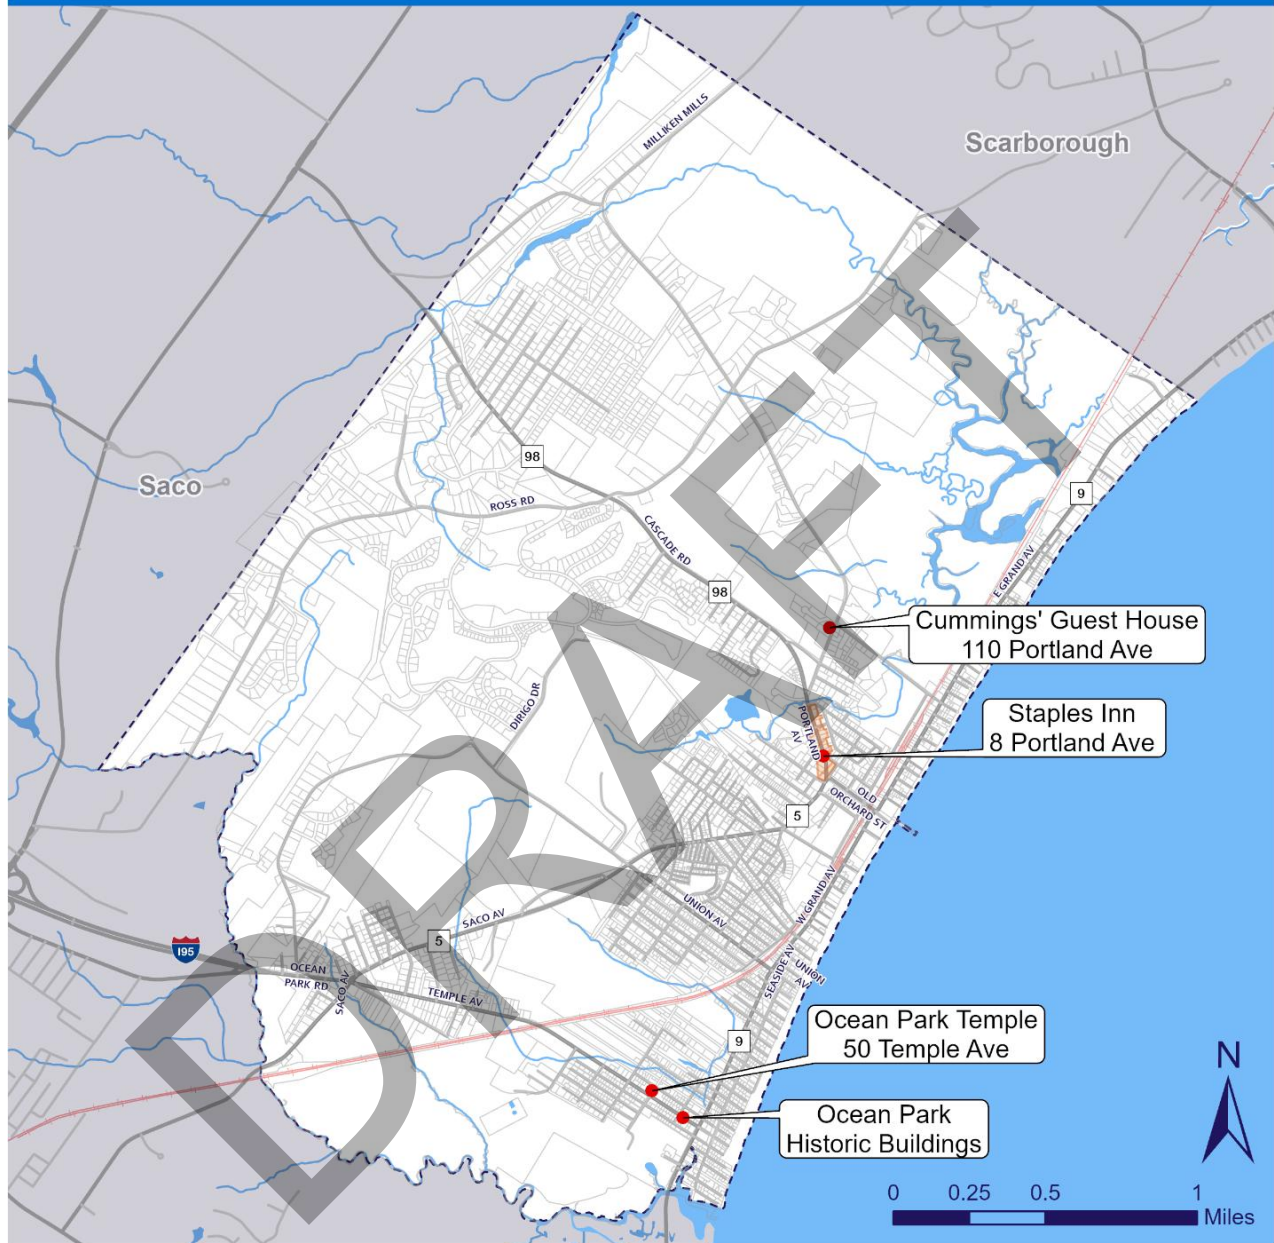 MILLIKEN MILLS
Scarborough
Saco
98
ROSS RD
9
CASCADE RD
98
E GRAND AV
Cummings' Guest House
110 Portland Ave
DIRIGO DR
PORTLAND
AV
Staples Inn
8 Portland Ave
OLD
ORCHARD ST
5
W GRAND AV
UNION AV
SACO AV
5
I95
OCEAN
PARK RD
SACO AV
TEMPLE AV
SEASIDE AV
UNION
AV
Ocean Park Temple
50 Temple Ave
9
Ocean Park
Historic Buildings
N
0 0.25 0.5 1
Miles
DRAFT